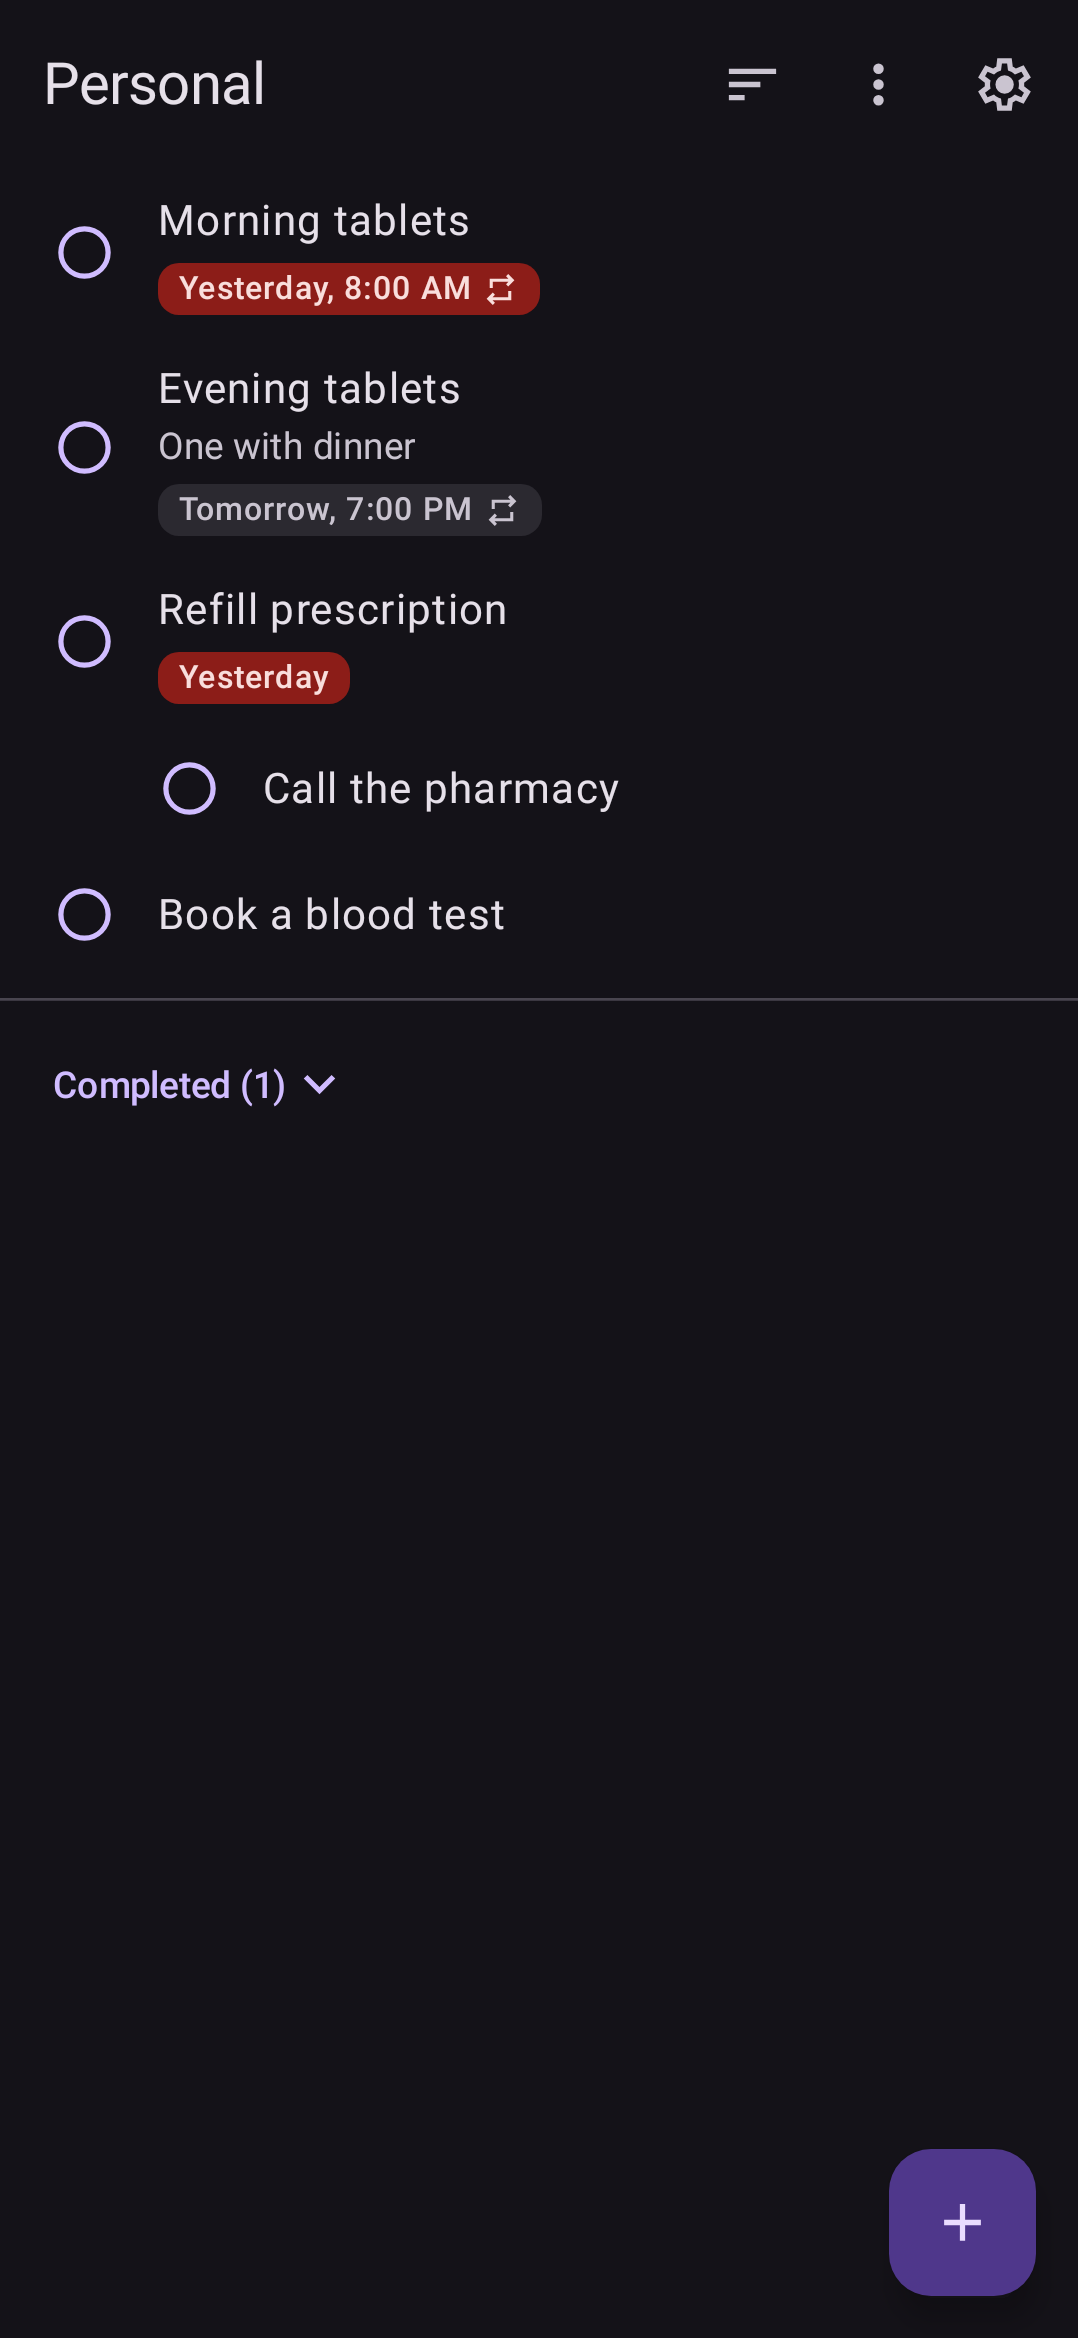 Personal
Morning tablets
Yesterday, 8:00 AM
Evening tablets
One with dinner
Tomorrow, 7:00 PM
Refill prescription
Yesterday
Call the pharmacy
Book a blood test
Completed (1)